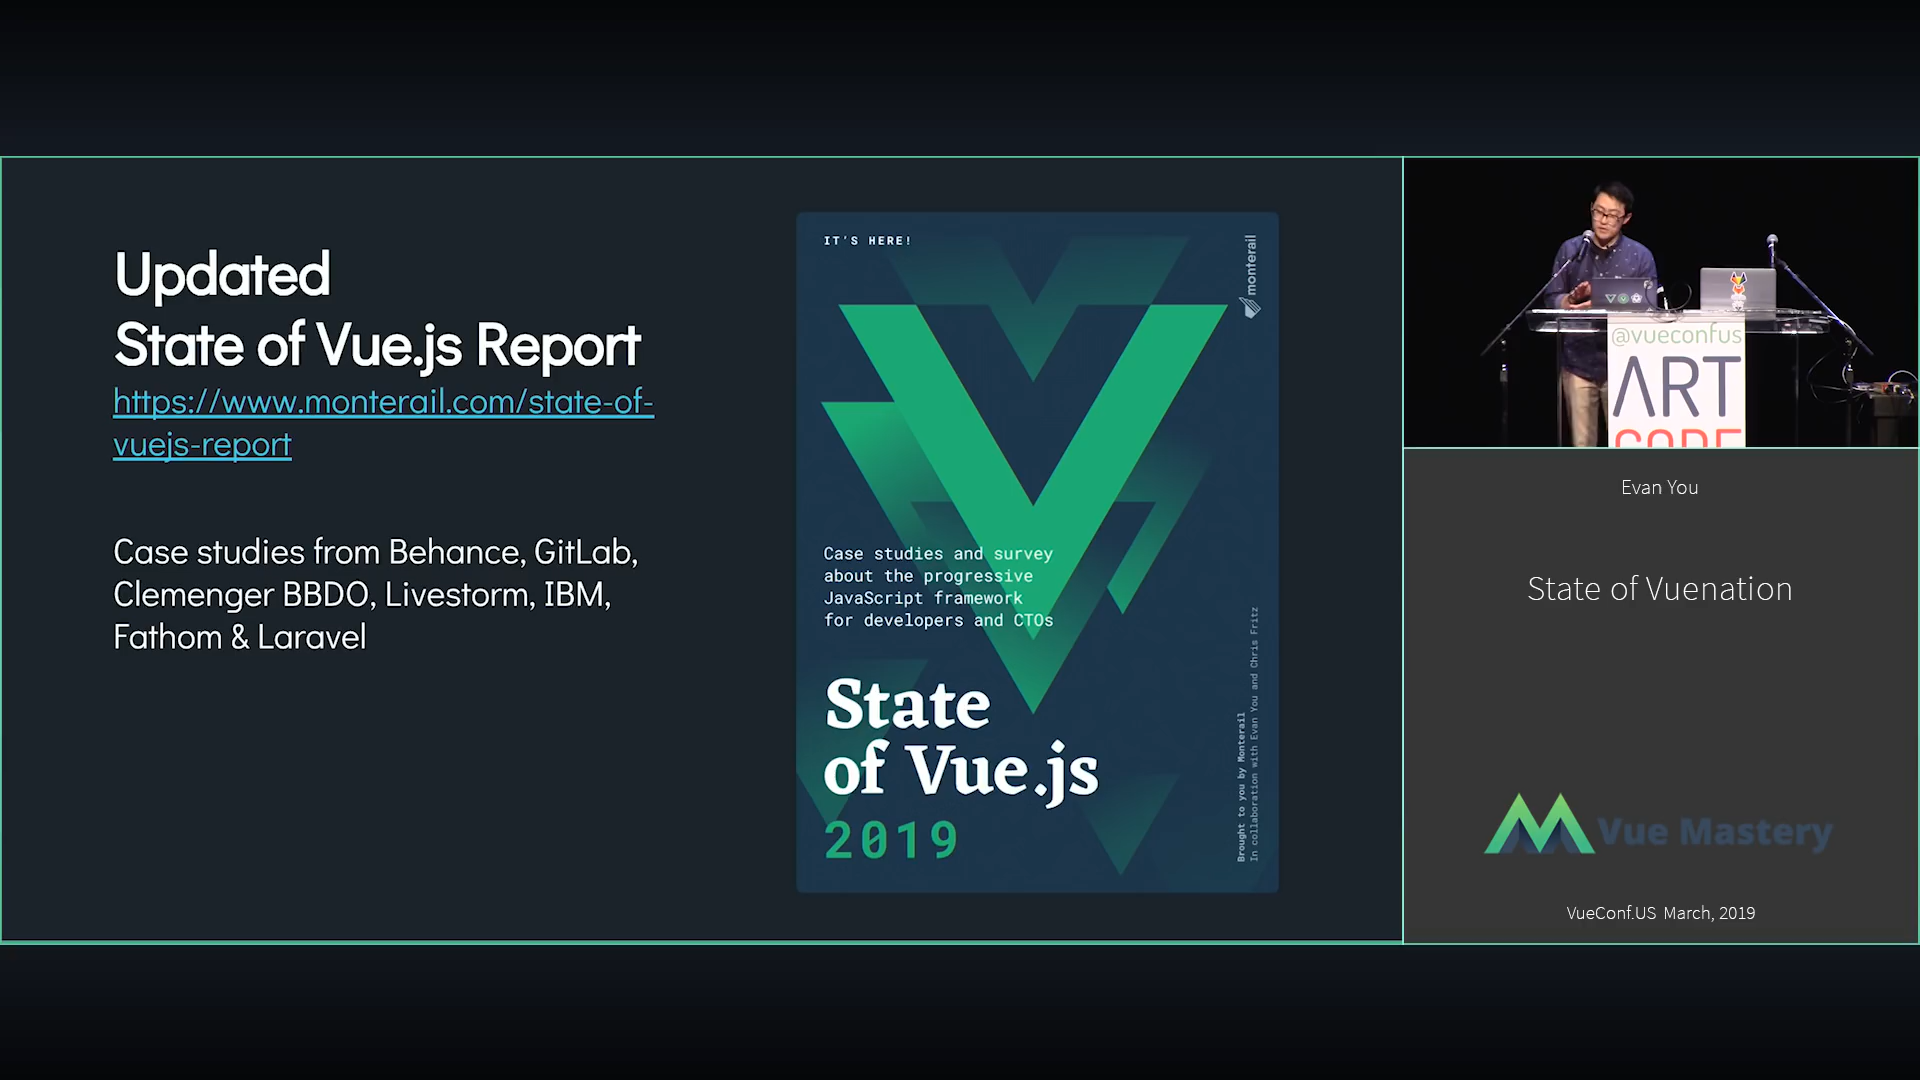 Updated
State of Vue.js Report
https://www.monterail.com/state-of-
vuejs-report
Case studies from Behance, GitLab,
Clemenger BBDO, Livestorm, IBM,
Fathom & Laravel
IT'S HERE!
monterail
Case studies and survey
about the progressive
JavaScript framework
for developers and CTOs
State
of Vue.js
2019
Brought to you by Monterail
In collaboration with Evan You and Chris Fritz
@vueconfus
ART
CODE
Evan You
State of Vuenation
Vue Mastery
VueConf.US March, 2019